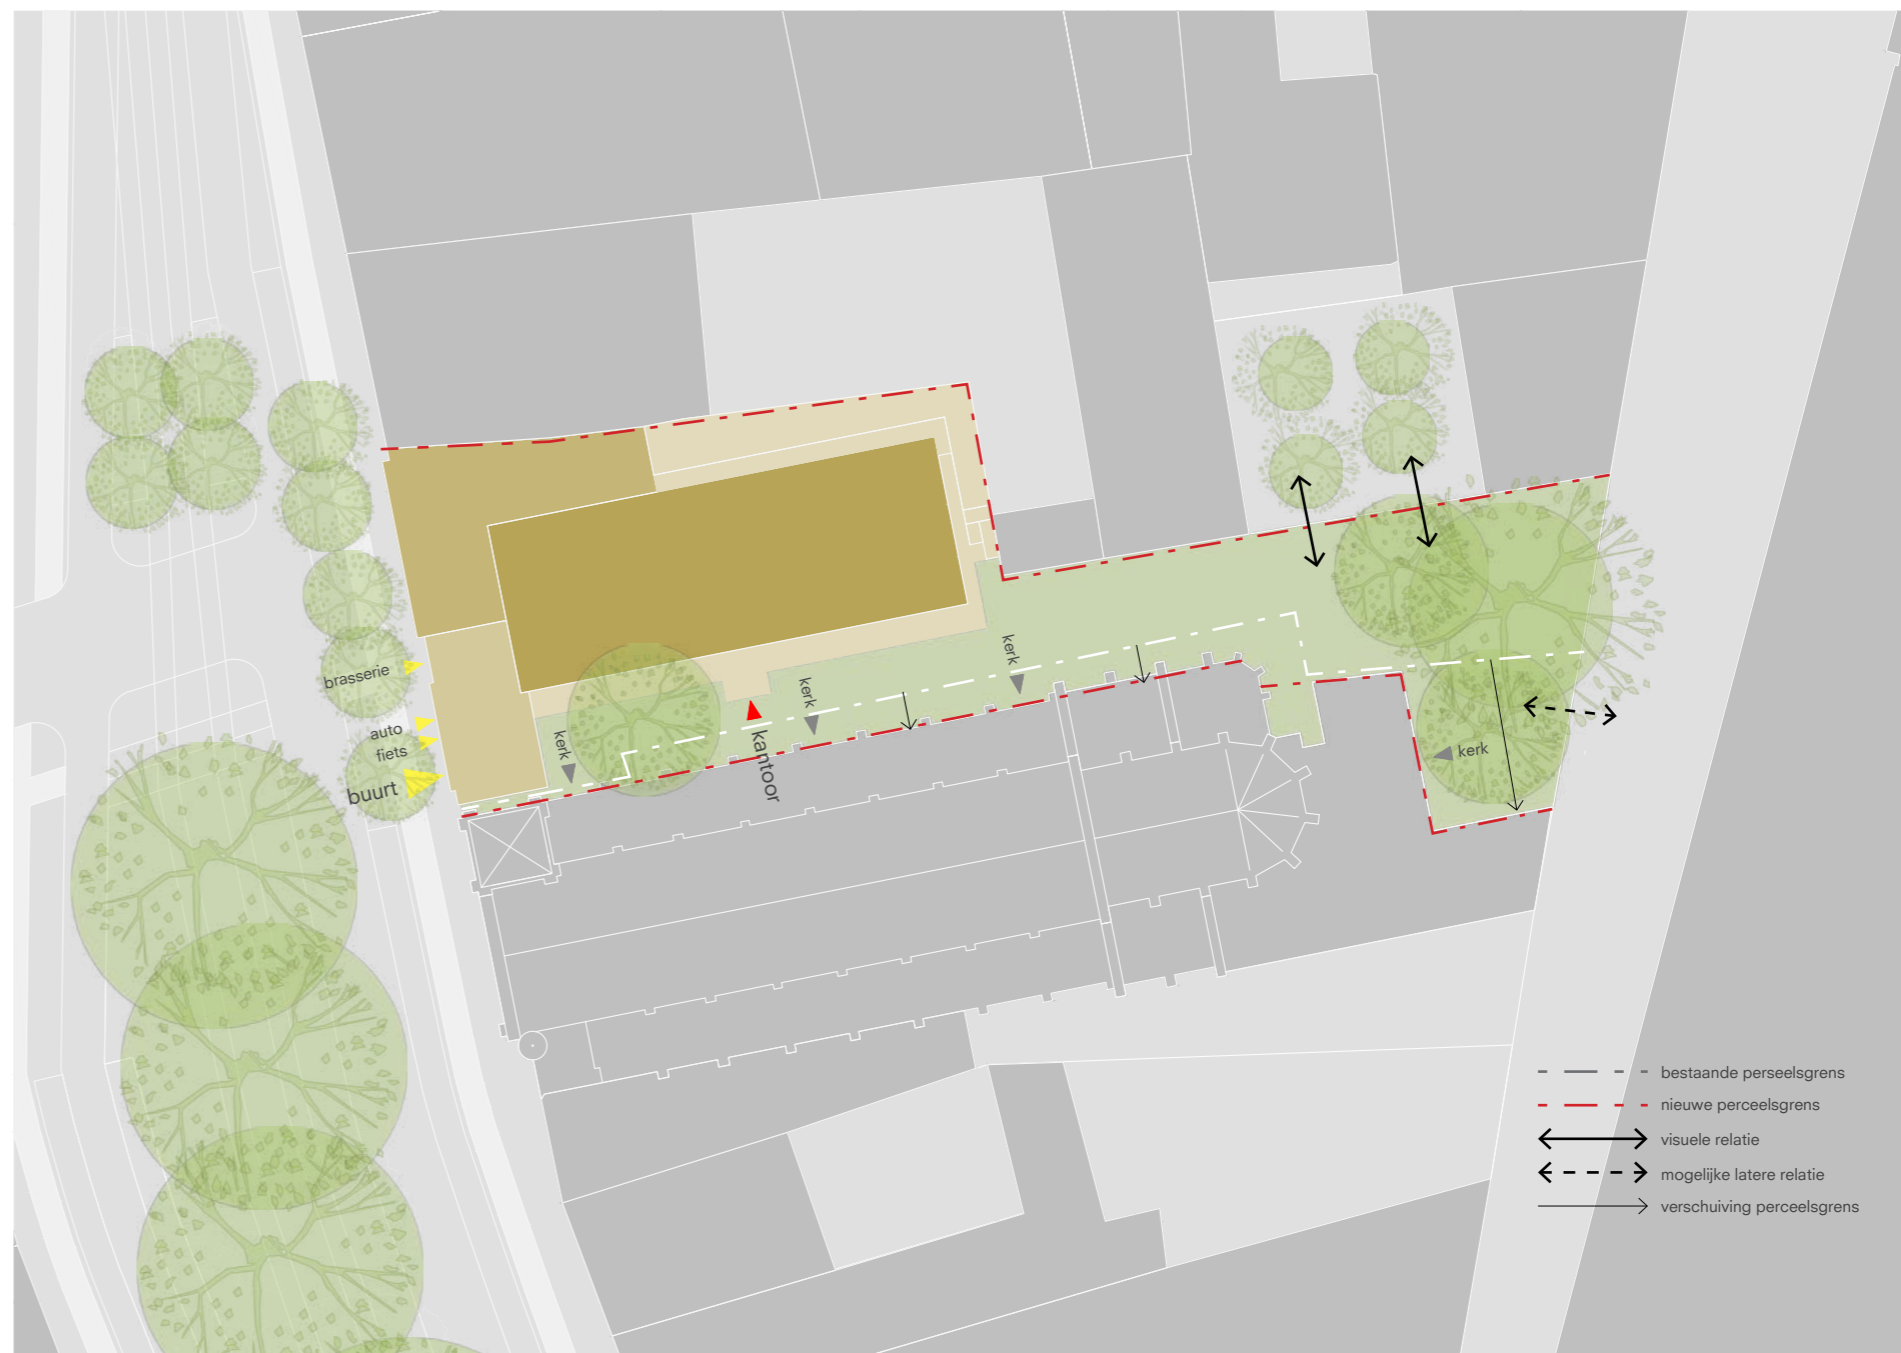 brasserie
auto
fiets
buurt
kerk
kantoor
kerk
kerk
kerk
bestaande perseelsgrens
nieuwe perceelsgrens
visuele relatie
mogelijke latere relatie
verschuiving perceelsgrens